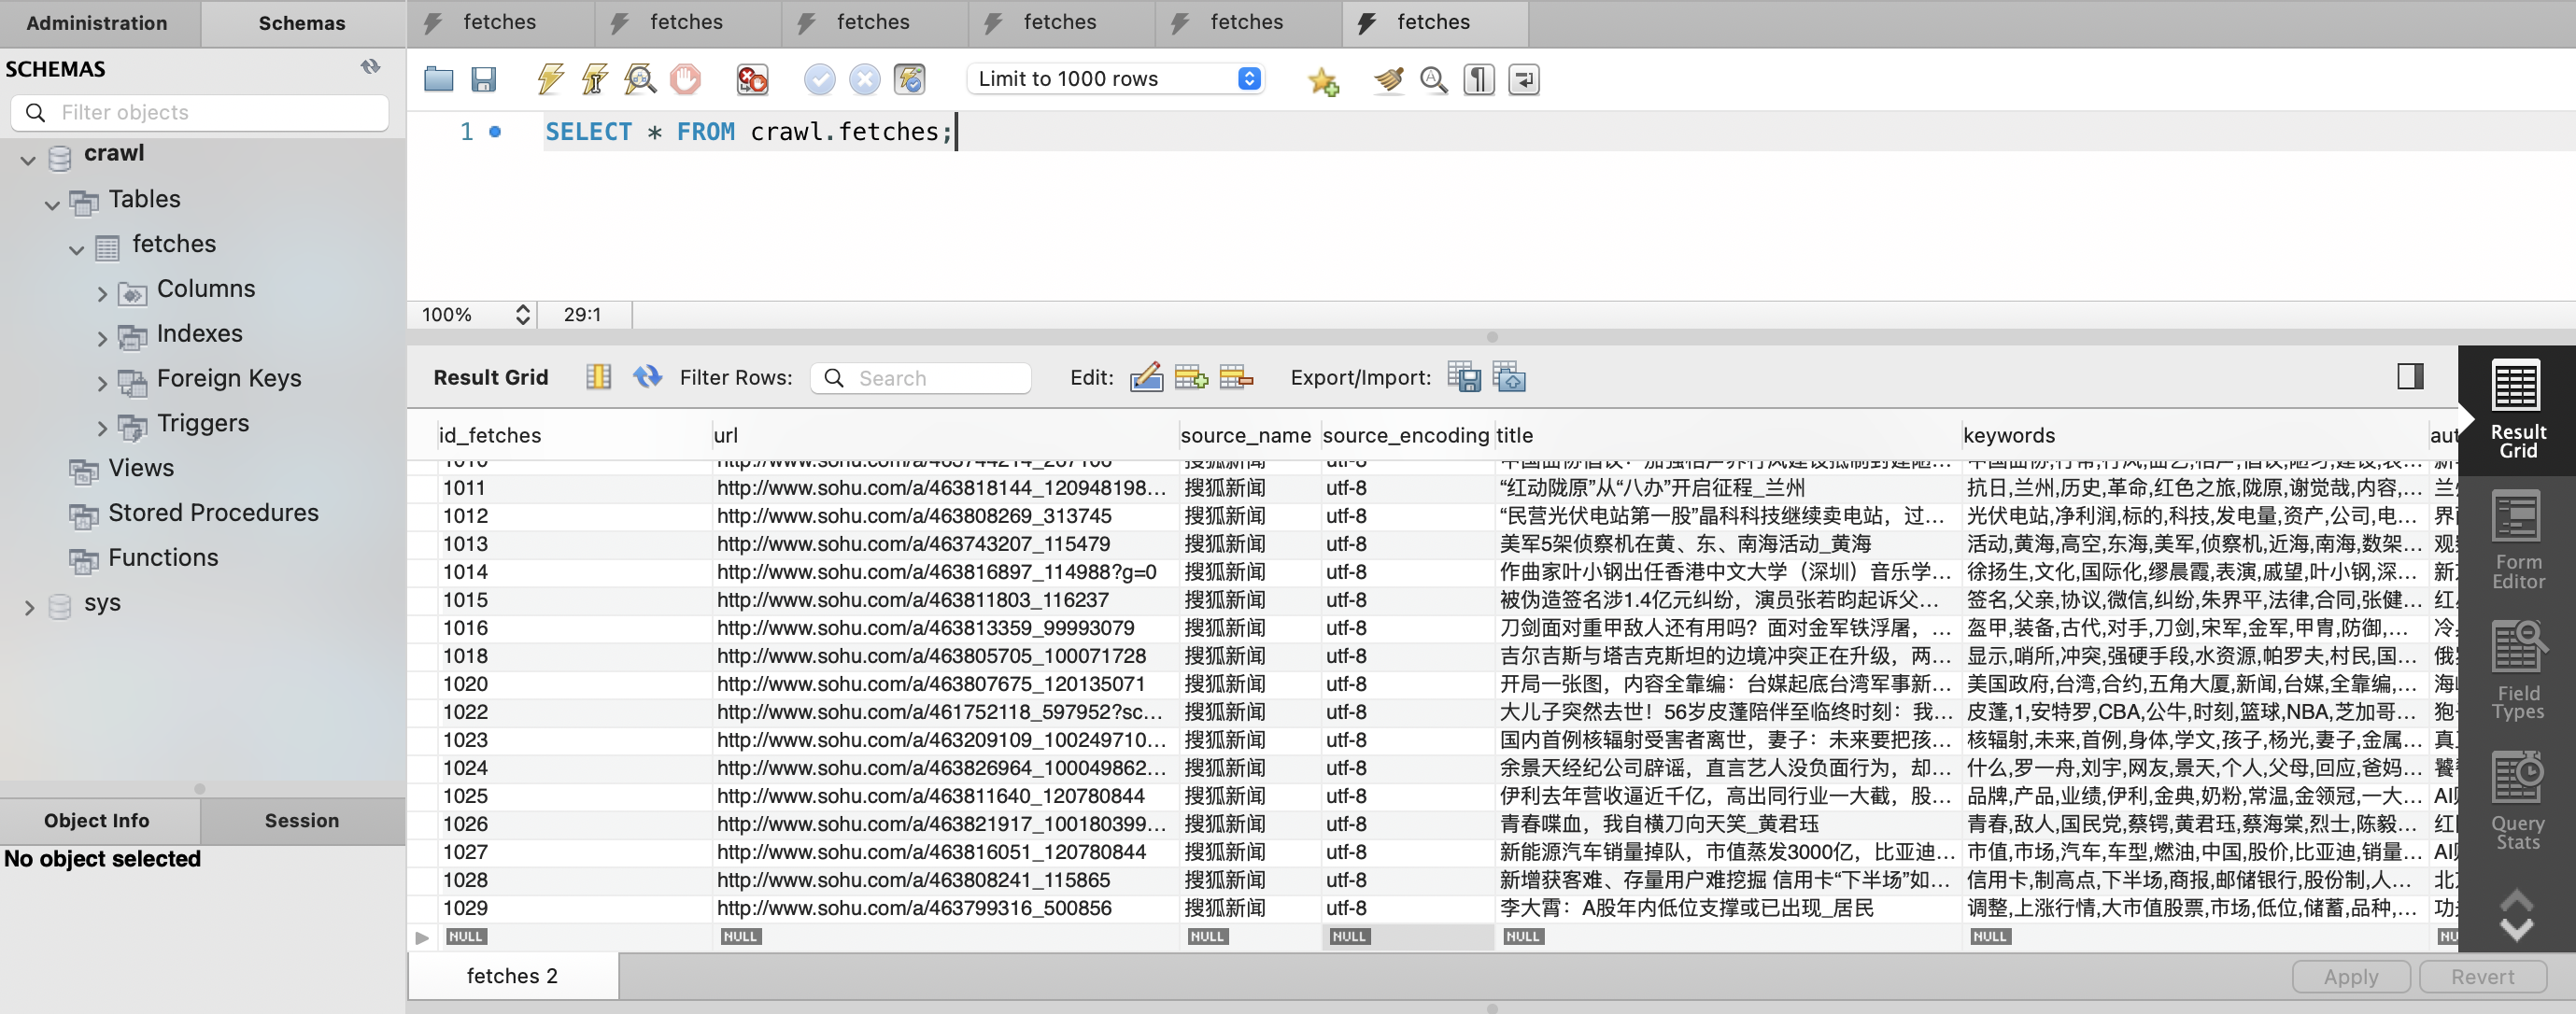 Administration Schemas fetches fetches fetches fetches fetches fetches
SCHEMAS
Filter objects
crawl
Tables
fetches
Columns
Indexes
Foreign Keys
Triggers
Views
Stored Procedures
Functions
sys
Object Info Session
No object selected
Limit to 1000 rows
1 SELECT * FROM crawl.fetches;
100% 29:1
Result Grid Filter Rows: Search Edit: Export/Import:
id_fetches url source_name source_encoding title keywords aut
1011 http://www.sohu.com/a/463818144_120948198... 搜狐新闻 utf-8 “红动陇原”从“八办”开启征程_兰州 抗日,兰州,历史,革命,红色之旅,陇原,谢觉哉,内容,...
1012 http://www.sohu.com/a/463808269_313745 搜狐新闻 utf-8 “民营光伏电站第一股”晶科科技继续卖电站，过... 光伏电站,净利润,标的,科技,发电量,资产,公司,电... 界
1013 http://www.sohu.com/a/463743207_115479 搜狐新闻 utf-8 美军5架侦察机在黄、东、南海活动_黄海 活动,黄海,高空,东海,美军,侦察机,近海,南海,数架... 观
1014 http://www.sohu.com/a/463816897_114988?g=0 搜狐新闻 utf-8 作曲家叶小钢出任香港中文大学（深圳）音乐学... 徐扬生,文化,国际化,缪晨霞,表演,戚望,叶小钢,深... 新
1015 http://www.sohu.com/a/463811803_116237 搜狐新闻 utf-8 被伪造签名涉1.4亿元纠纷，演员张若昀起诉父... 签名,父亲,协议,微信,纠纷,朱界平,法律,合同,张健... 红
1016 http://www.sohu.com/a/463813359_99993079 搜狐新闻 utf-8 刀剑面对重甲敌人还有用吗？面对金军铁浮屠，... 盔甲,装备,古代,对手,刀剑,宋军,金军,甲胄,防御,... 冷
1018 http://www.sohu.com/a/463805705_100071728 搜狐新闻 utf-8 吉尔吉斯与塔吉克斯坦的边境冲突正在升级，两... 显示,哨所,冲突,强硬手段,水资源,帕罗夫,村民,国... 俄
1020 http://www.sohu.com/a/463807675_120135071 搜狐新闻 utf-8 开局一张图，内容全靠编：台媒起底台湾军事新... 美国政府,台湾,合约,五角大厦,新闻,台媒,全靠编,... 海
1022 http://www.sohu.com/a/461752118_597952?sc... 搜狐新闻 utf-8 大儿子突然去世！56岁皮蓬陪伴至临终时刻：我... 皮蓬,1,安特罗,CBA,公牛,时刻,篮球,NBA,芝加哥... 狗
1023 http://www.sohu.com/a/463209109_100249710... 搜狐新闻 utf-8 国内首例核辐射受害者离世，妻子：未来要把孩... 核辐射,未来,首例,身体,学文,孩子,杨光,妻子,金属... 真
1024 http://www.sohu.com/a/463826964_100049862... 搜狐新闻 utf-8 余景天经纪公司辟谣，直言艺人没负面行为，却... 什么,罗一舟,刘宇,网友,景天,个人,父母,回应,爸妈... 饕
1025 http://www.sohu.com/a/463811640_120780844 搜狐新闻 utf-8 伊利去年营收逼近千亿，高出同行业一大截，股... 品牌,产品,业绩,伊利,金典,奶粉,常温,金领冠,一大... AI
1026 http://www.sohu.com/a/463821917_100180399... 搜狐新闻 utf-8 青春喋血，我自横刀向天笑_黄君珏 青春,敌人,国民党,蔡锷,黄君珏,蔡海棠,烈士,陈毅... 红
1027 http://www.sohu.com/a/463816051_120780844 搜狐新闻 utf-8 新能源汽车销量掉队，市值蒸发3000亿，比亚迪... 市值,市场,汽车,车型,燃油,中国,股价,比亚迪,销量... AI
1028 http://www.sohu.com/a/463808241_115865 搜狐新闻 utf-8 新增获客难、存量用户难挖掘 信用卡“下半场”如... 信用卡,制高点,下半场,商报,邮储银行,股份制,人... 北
1029 http://www.sohu.com/a/463799316_500856 搜狐新闻 utf-8 李大霄：A股年内低位支撑或已出现_居民 调整,上涨行情,大市值股票,市场,低位,储蓄,品种,... 功
NULL NULL NULL NULL NULL NULL NU
fetches 2 Apply Revert
Result
Grid
Form
Editor
Field
Types
Query
Stats